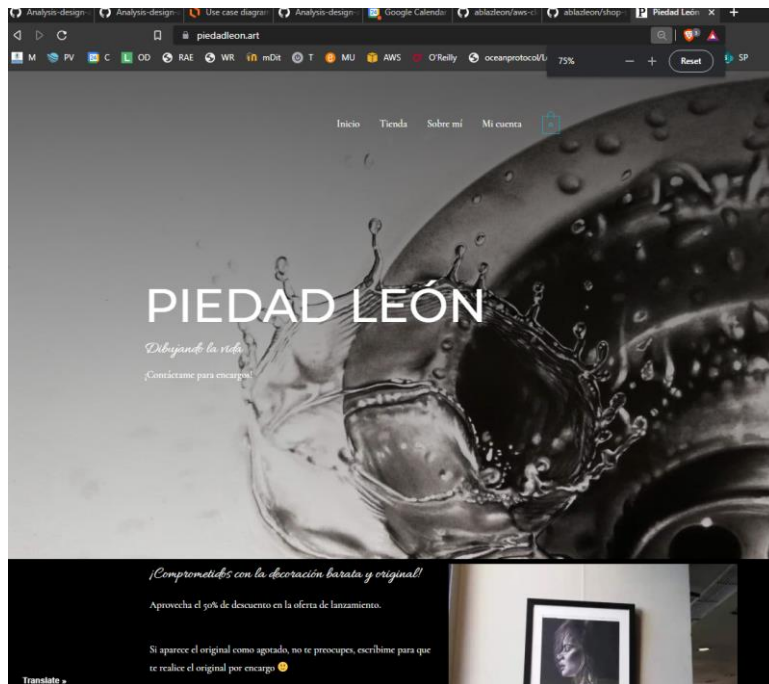 Analysis-design-
Analysis-design-
Use case diagram
Analysis-design-
Google Calendar
ablazleon/aws-cl
ablazleon/shop-
Piedad León
piedadleon.art
M
PV
C
OD
RAE
WR
mDit
T
MU
AWS
O'Reilly
oceanprotocol/L
75%
Reset
SP
Inicio
Tienda
Sobre mí
Mi cuenta
PIEDAD LEÓN
Dibujando la vida
¡Contáctame para encargos!
¡Comprometidos con la decoración barata y original!
Aprovecha el 50% de descuento en la oferta de lanzamiento.
Si aparece el original como agotado, no te preocupes, escríbime para que
te realice el original por encargo 🙂
Translate »